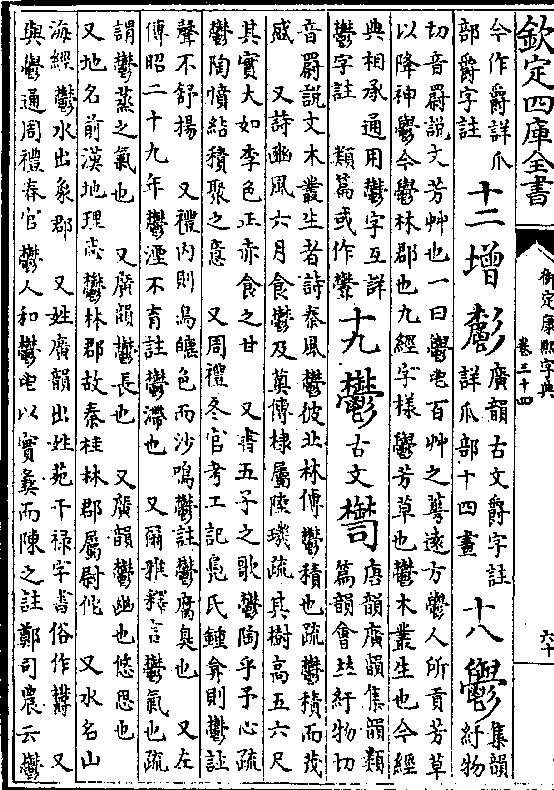 欽定四庫全書
御定康熙字典
卷三十四
六十
今作爵詳爪
部爵字註
十二
增
廣韻古文爵字註
詳爪部十四畫
十八
鬱
集韻
紆物
切音罻說文芳艸也一曰鬱鬯百艸之華遠方鬱人所貢芳草
以降神鬱今鬱林郡也九經字樣鬱芳草也鬱木叢生也今經
典相承通用鬱字互詳
鬱字註 類篇或作
十九
鬱
古文
唐韻廣韻集韻類
篇韻會𠀤紆物切
音罻說文木叢生者詩秦風鬱彼北林傳鬱積也疏鬱積而茂
盛 又詩豳風六月食鬱及薁傳棣屬陸璣疏其樹高五六尺
其實大如李色正赤食之甘 又書五子之歌鬱陶乎予心疏
鬱陶憤結積聚之意 又周禮冬官考工記鳧氏鍾弇則鬱註
聲不舒揚 又禮內則鳥皫色而沙鳴鬱註鬱腐臭也 又左
傳昭二十九年鬱湮不育註鬱滯也 又爾雅釋言鬱氣也疏
謂鬱蒸之氣也 又廣韻鬱長也 又廣韻鬱幽也悠思也
又地名前漢地理志鬱林郡故秦桂林郡屬尉佗 又水名山
海經鬱水出象郡 又姓廣韻出姓苑干祿字書俗作欝 又
與鬱通周禮春官鬱人和鬱鬯以實彝而陳之註鄭司農云鬱